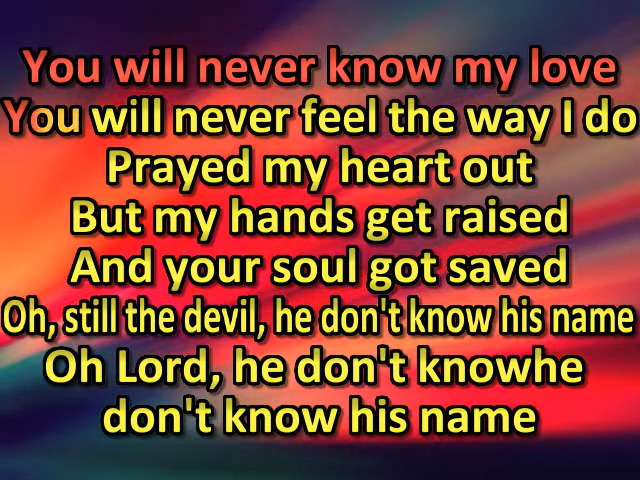 You will never know my love
You will never feel the way I do
Prayed my heart out
But my hands get raised
And your soul got saved
Oh, still the devil, he don't know his name
Oh Lord, he don't knowhe
don't know his name